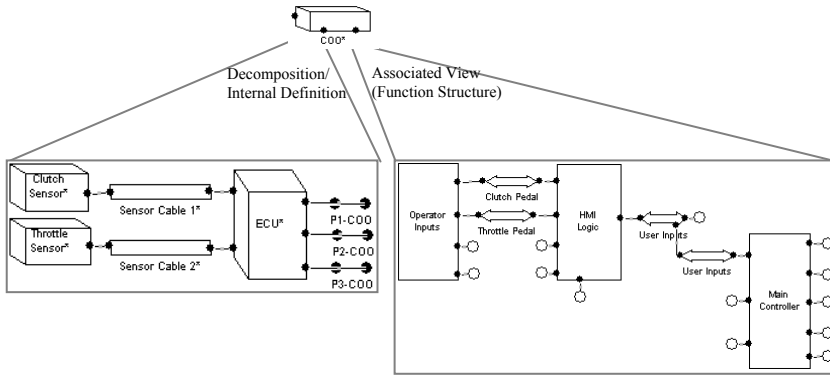 COO*
Decomposition/
Internal Definition
Associated View
(Function Structure)
Clutch
Sensor*
Sensor Cable 1*
Throttle
Sensor*
Sensor Cable 2*
ECU*
P1-COO
P2-COO
P3-COO
Operator
Inputs
Clutch Pedal
Throttle Pedal
HMI
Logic
User Inputs
User Inputs
Main
Controller